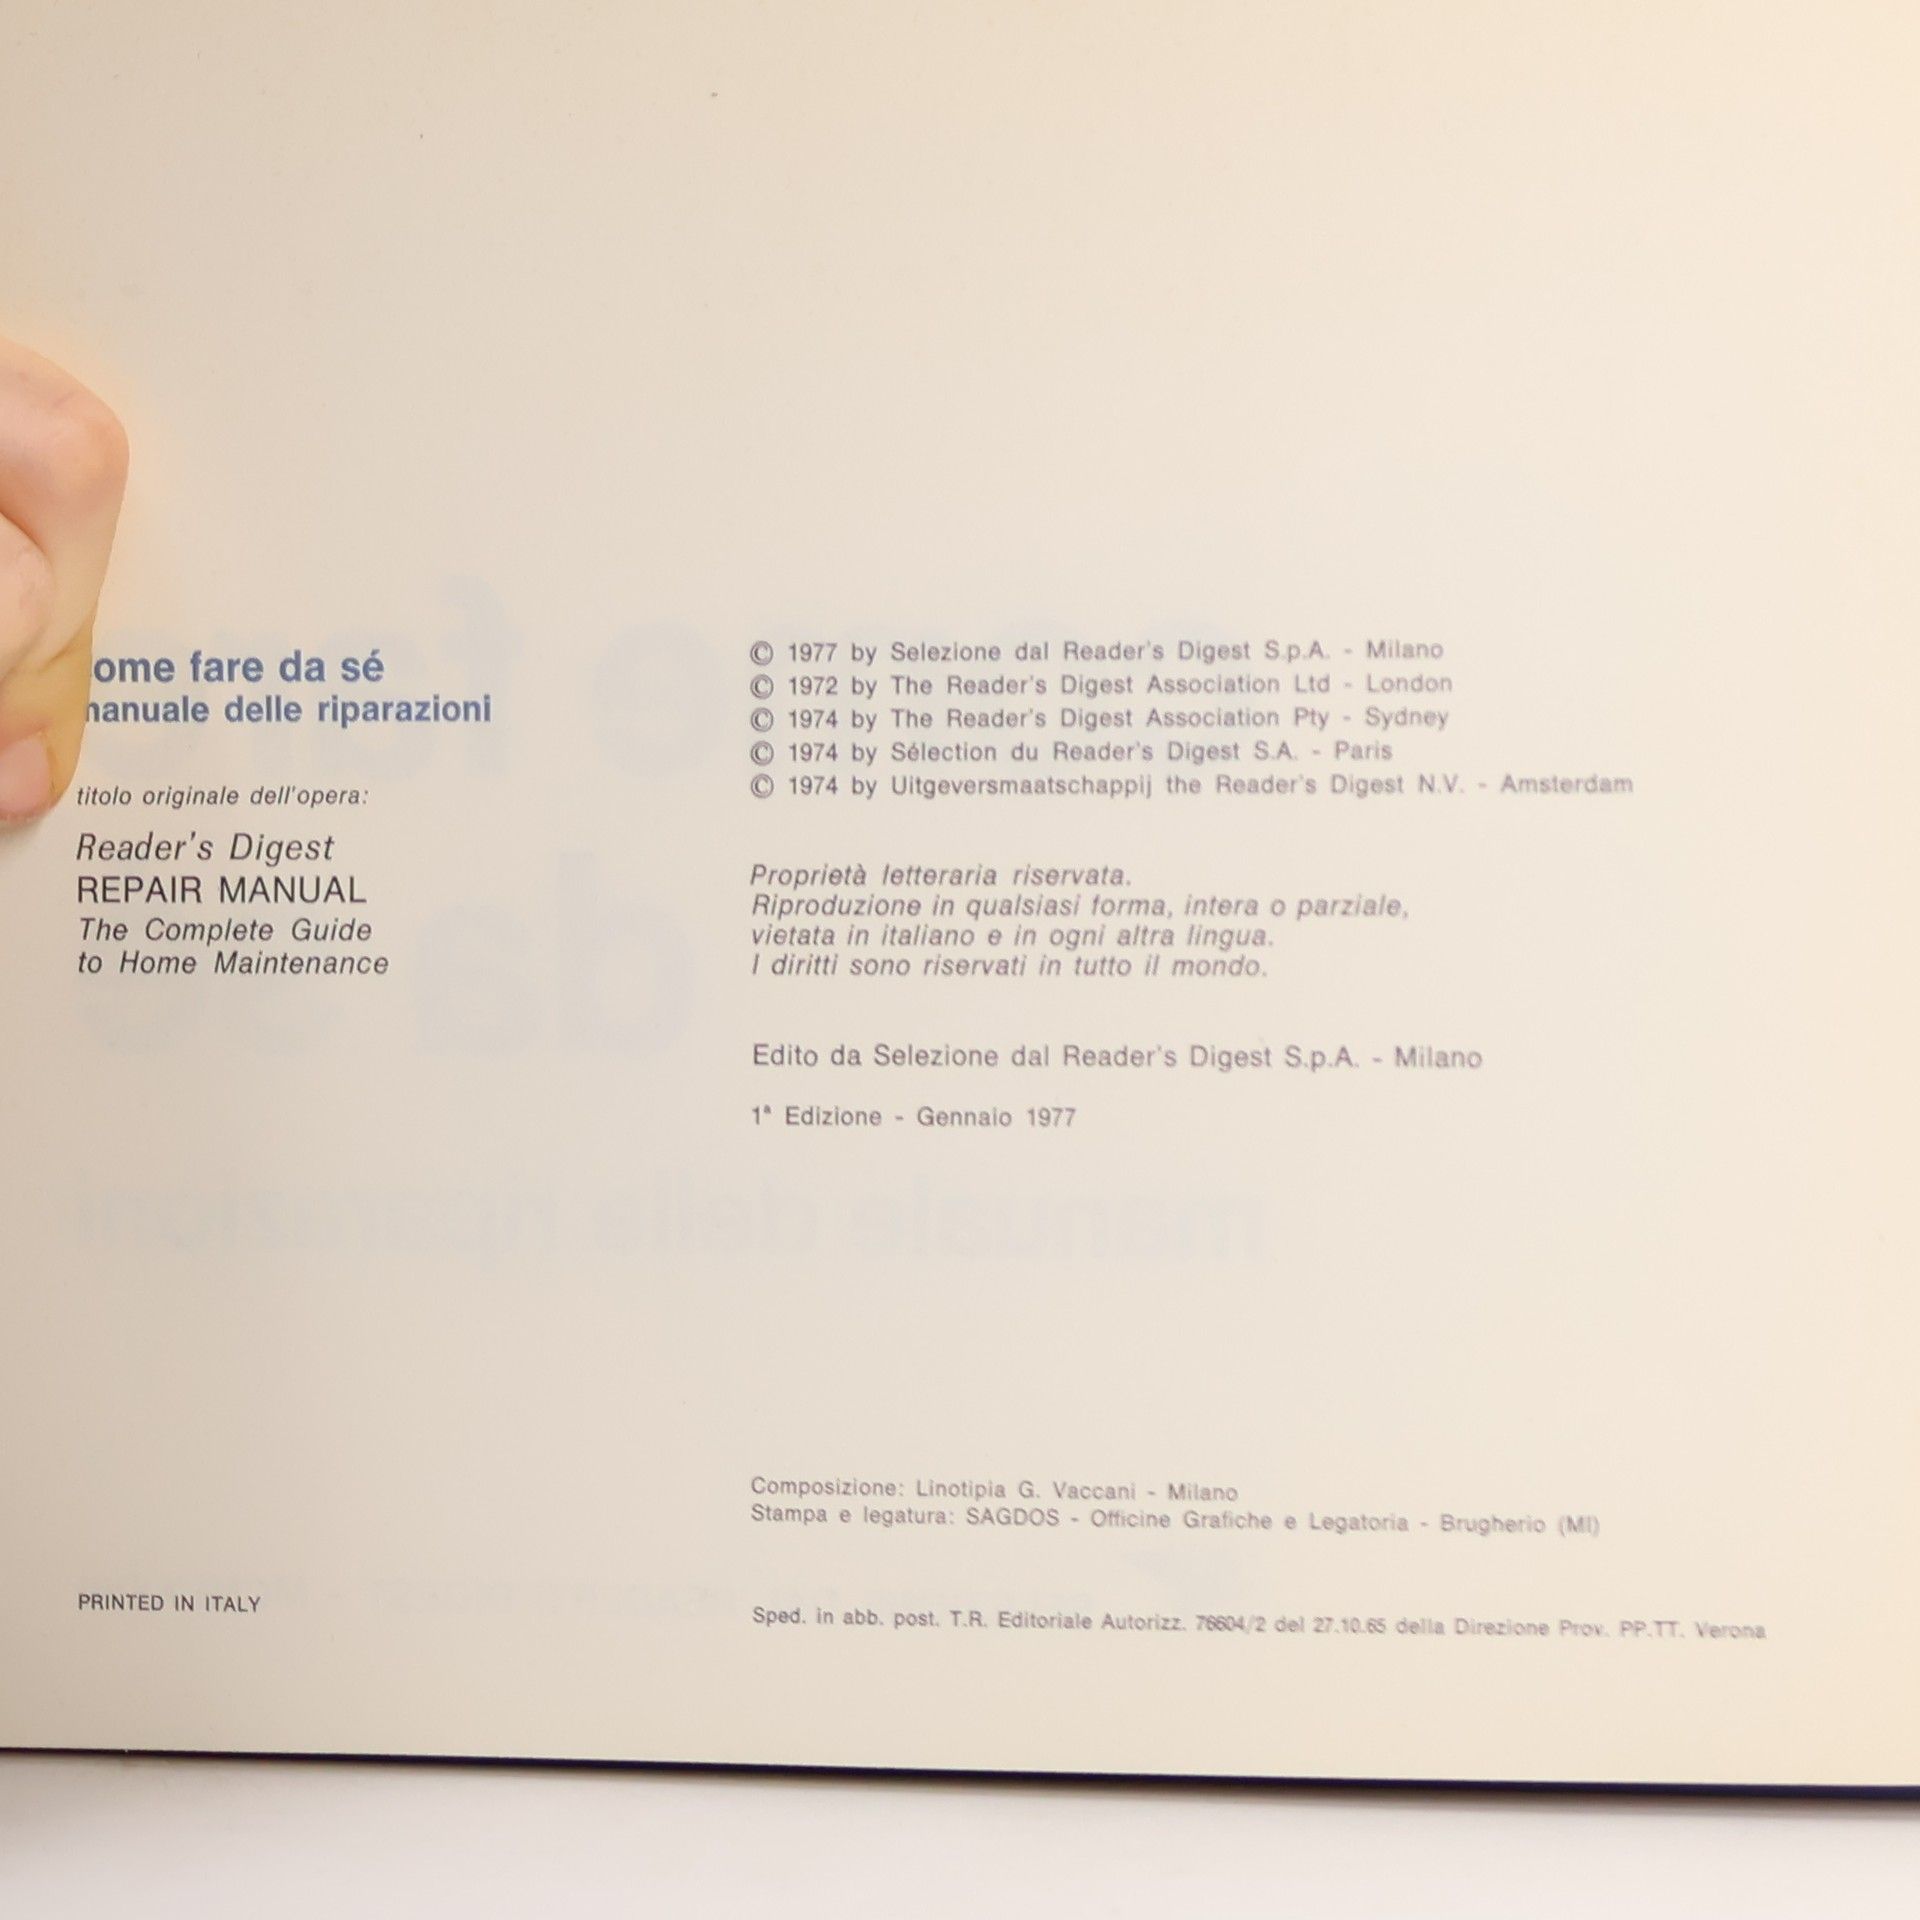 ome fare da sé
manuale delle riparazioni
titolo originale dell'opera:
Reader's Digest
REPAIR MANUAL
The Complete Guide
to Home Maintenance
PRINTED IN ITALY
© 1977 by Selezione dal Reader's Digest S.p.A. - Milano
© 1972 by The Reader's Digest Association Ltd - London
© 1974 by The Reader's Digest Association Pty - Sydney
© 1974 by Sélection du Reader's Digest S.A. - Paris
© 1974 by Uitgeversmaatschappij the Reader's Digest N.V. - Amsterdam
Proprietà letteraria riservata.
Riproduzione in qualsiasi forma, intera o parziale,
vietata in italiano e in ogni altra lingua.
I diritti sono riservati in tutto il mondo.
Edito da Selezione dal Reader's Digest S.p.A. - Milano
1ª Edizione - Gennaio 1977
Composizione: Linotipia G. Vaccani - Milano
Stampa e legatura: SAGDOS - Officine Grafiche e Legatoria - Brugherio (MI)
Sped. in abb. post. T.R. Editoriale Autorizz. 76604/2 del 27.10.65 della Direzione Prov. PP.TT. Verona